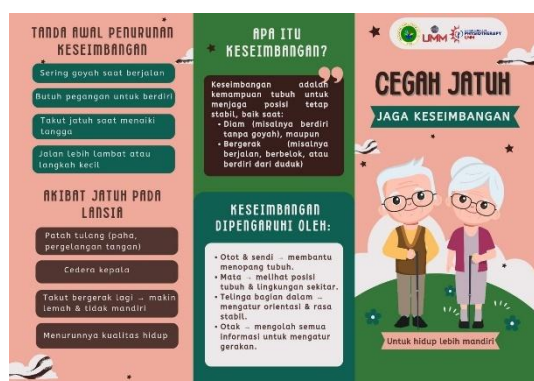 TANDA AWAL PENURUNAN
KESEIMBANGAN
Sering goyah saat berjalan
Butuh pegangan untuk berdiri
Takut jatuh saat menaiki
tangga
Jalan lebih lambat atau
langkah kecil
AKIBAT JATUH PADA
LANSIA
Patah tulang (paha,
pergelangan tangan)
Cedera kepala
Takut bergerak lagi → makin
lemah & tidak mandiri
Menurunnya kualitas hidup
APA ITU
KESEIMBANGAN?
Keseimbangan adalah
kemampuan tubuh untuk
menjaga posisi tetap
stabil, baik saat:
• Diam (misalnya berdiri
tanpa goyah), maupun
• Bergerak (misalnya
berjalan, berbelok, atau
berdiri dari duduk)
KESEIMBANGAN
DIPENGARUHI OLEH:
• Otot & sendi → membantu
menopang tubuh.
• Mata → melihat posisi
tubuh & lingkungan sekitar.
• Telinga bagian dalam →
mengatur orientasi & rasa
stabil.
• Otak → mengolah semua
informasi untuk mengatur
gerakan.
UMM
PHYSIOTHERAPY
UMM
CEGAH JATUH
JAGA KESEIMBANGAN
Untuk hidup lebih mandiri